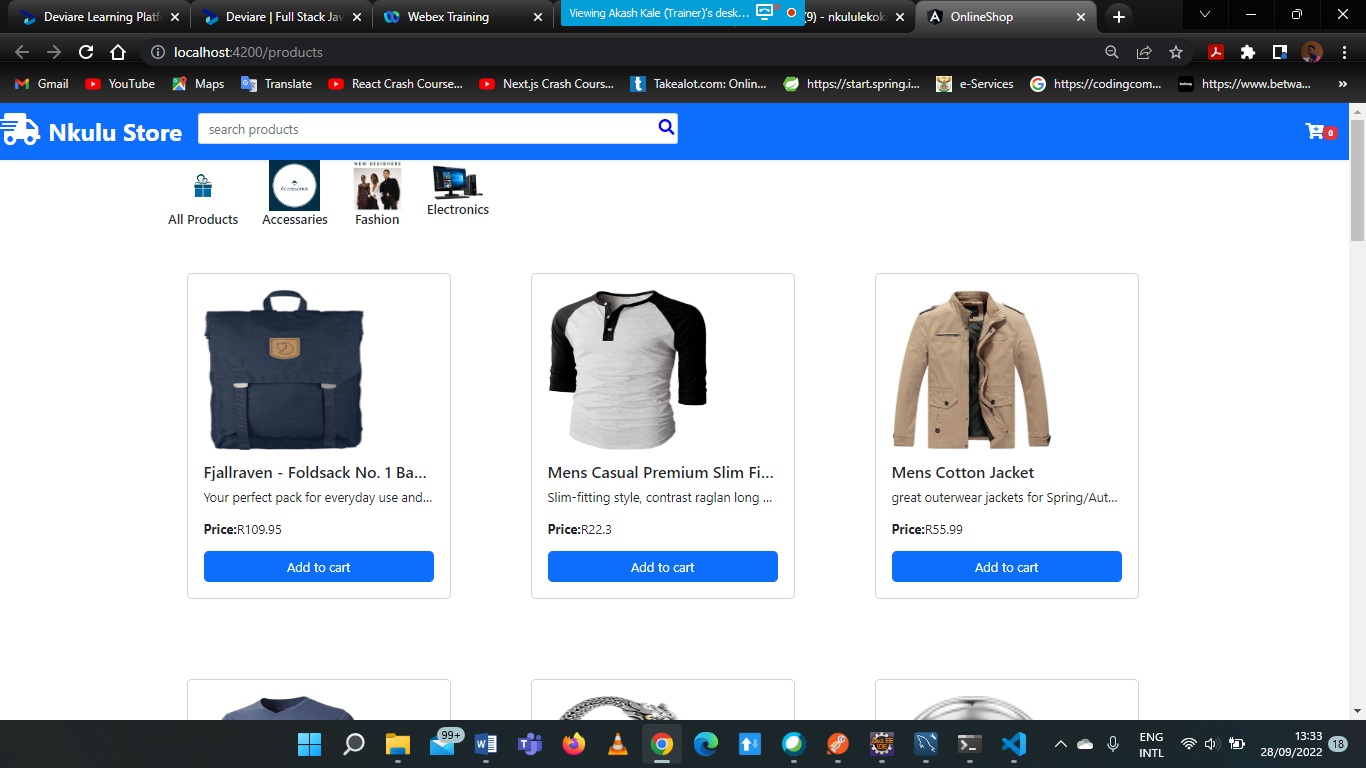 Deviare Learning Platf
Deviare | Full Stack Jav
Webex Training
Viewing Akash Kale (Trainer)'s desk...
(9) - nkululekok
OnlineShop
localhost:4200/products
Gmail
YouTube
Maps
Translate
React Crash Course...
Next.js Crash Cours...
Takealot.com: Onlin...
https://start.spring.i...
e-Services
https://codingcom...
https://www.betwa...
»
Nkulu Store
search products
0
NEW DESIGNERS
Accessories
All Products
Accessaries
Fashion
Electronics
Fjallraven - Foldsack No. 1 Ba...
Your perfect pack for everyday use and...
Price:R109.95
Add to cart
Mens Casual Premium Slim Fi...
Slim-fitting style, contrast raglan long ...
Price:R22.3
Add to cart
Mens Cotton Jacket
great outerwear jackets for Spring/Aut...
Price:R55.99
Add to cart
99+
ENG
INTL
13:33
28/09/2022
18